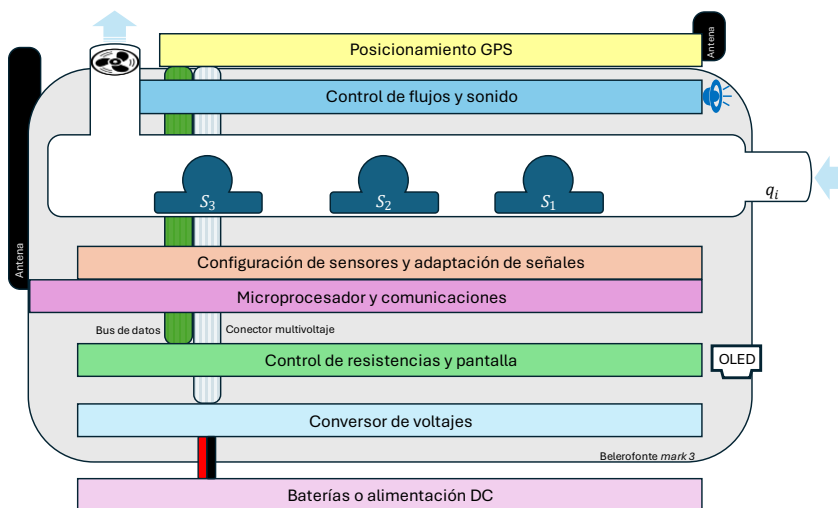 Posicionamiento GPS
Antena
Control de flujos y sonido
S₃
S₂
S₁
qᵢ
Antena
Configuración de sensores y adaptación de señales
Microprocesador y comunicaciones
Bus de datos
Conector multivoltaje
Control de resistencias y pantalla
OLED
Conversor de voltajes
Belerofonte mark 3
Baterías o alimentación DC